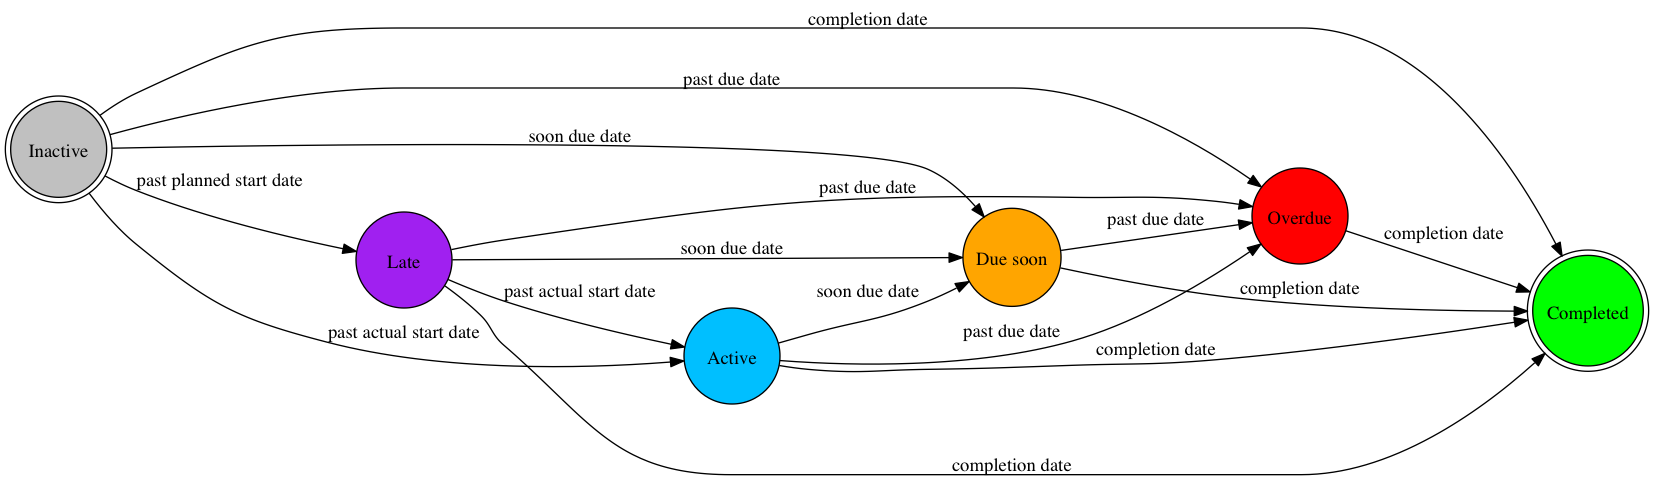 completion date
past due date
soon due date
Inactive
past planned start date
past due date
Overdue
past due date
completion date
soon due date
Due soon
Late
past actual start date
soon due date
completion date
Completed
past actual start date
past due date
Active
completion date
completion date